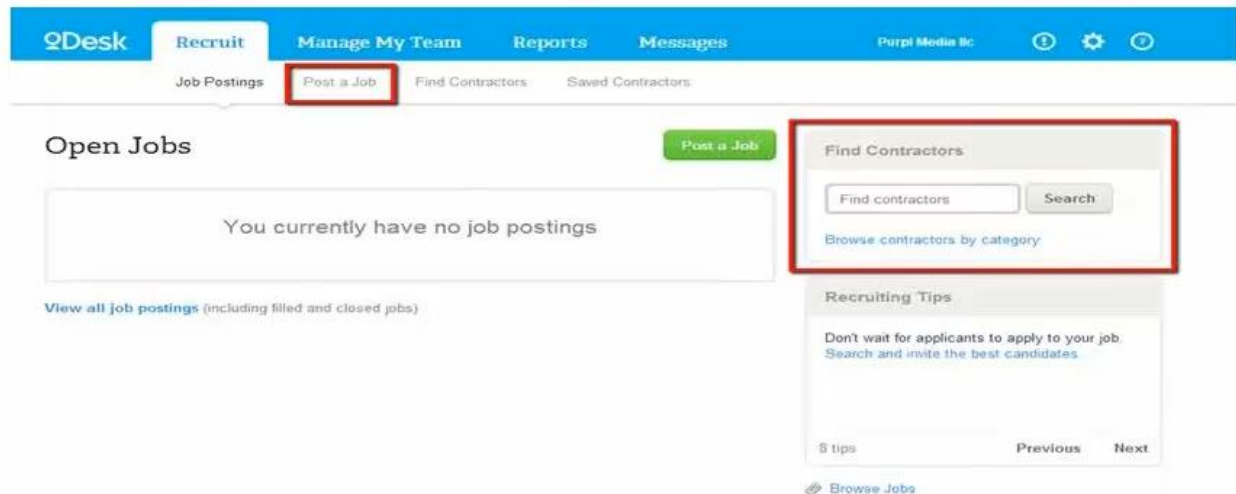 oDesk Recruit Manage My Team Reports Messages Purpl Media llc
Job Postings Post a Job Find Contractors Saved Contractors
Open Jobs
Post a Job
You currently have no job postings
View all job postings (including filled and closed jobs)
Find Contractors
Find contractors Search
Browse contractors by category
Recruiting Tips
Don't wait for applicants to apply to your job.
Search and invite the best candidates.
8 tips Previous Next
Browse Jobs